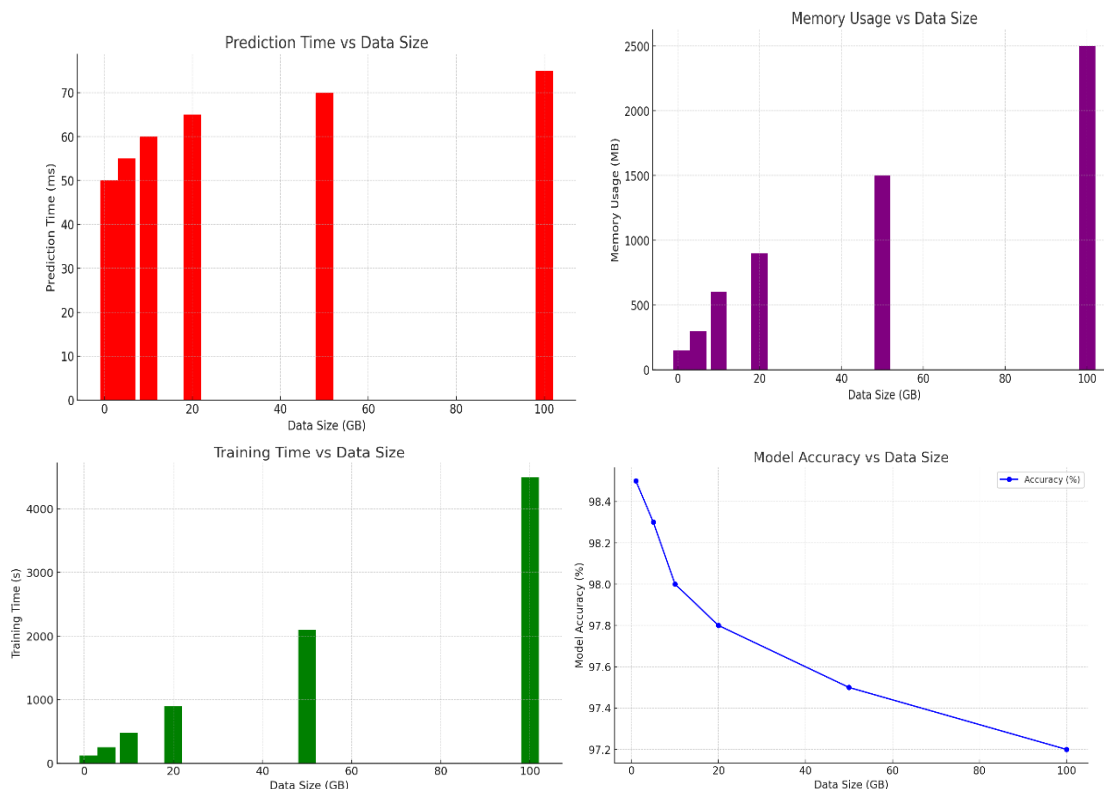 Prediction Time vs Data Size
Prediction Time (ms)
70
60
50
40
30
20
10
0
0 20 40 60 80 100
Data Size (GB)
Memory Usage vs Data Size
Memory Usage (MB)
2500
2000
1500
1000
500
0
0 20 40 60 80 100
Data Size (GB)
Training Time vs Data Size
Training Time (s)
4000
3000
2000
1000
0
0 20 40 60 80 100
Data Size (GB)
Model Accuracy vs Data Size
Accuracy (%)
Model Accuracy (%)
98.4
98.2
98.0
97.8
97.6
97.4
97.2
0 20 40 60 80 100
Data Size (GB)